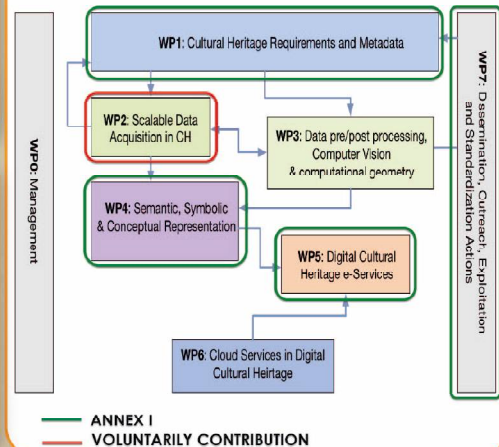 WP1: Cultural Heritage Requirements and Metadata
WP2: Scalable Data
Acquisition in CH
WP3: Data pre/post processing,
Computer Vision
& computational geometry
WP4: Semantic, Symbolic
& Conceptual Representation
WP5: Digital Cultural
Heritage e-Services
WP6: Cloud Services in Digital
Cultural Heirtage
WP0: Management
WP7: Dissemination, Outreach, Exploitation
and Standardization Actions
ANNEX I
VOLUNTARILY CONTRIBUTION